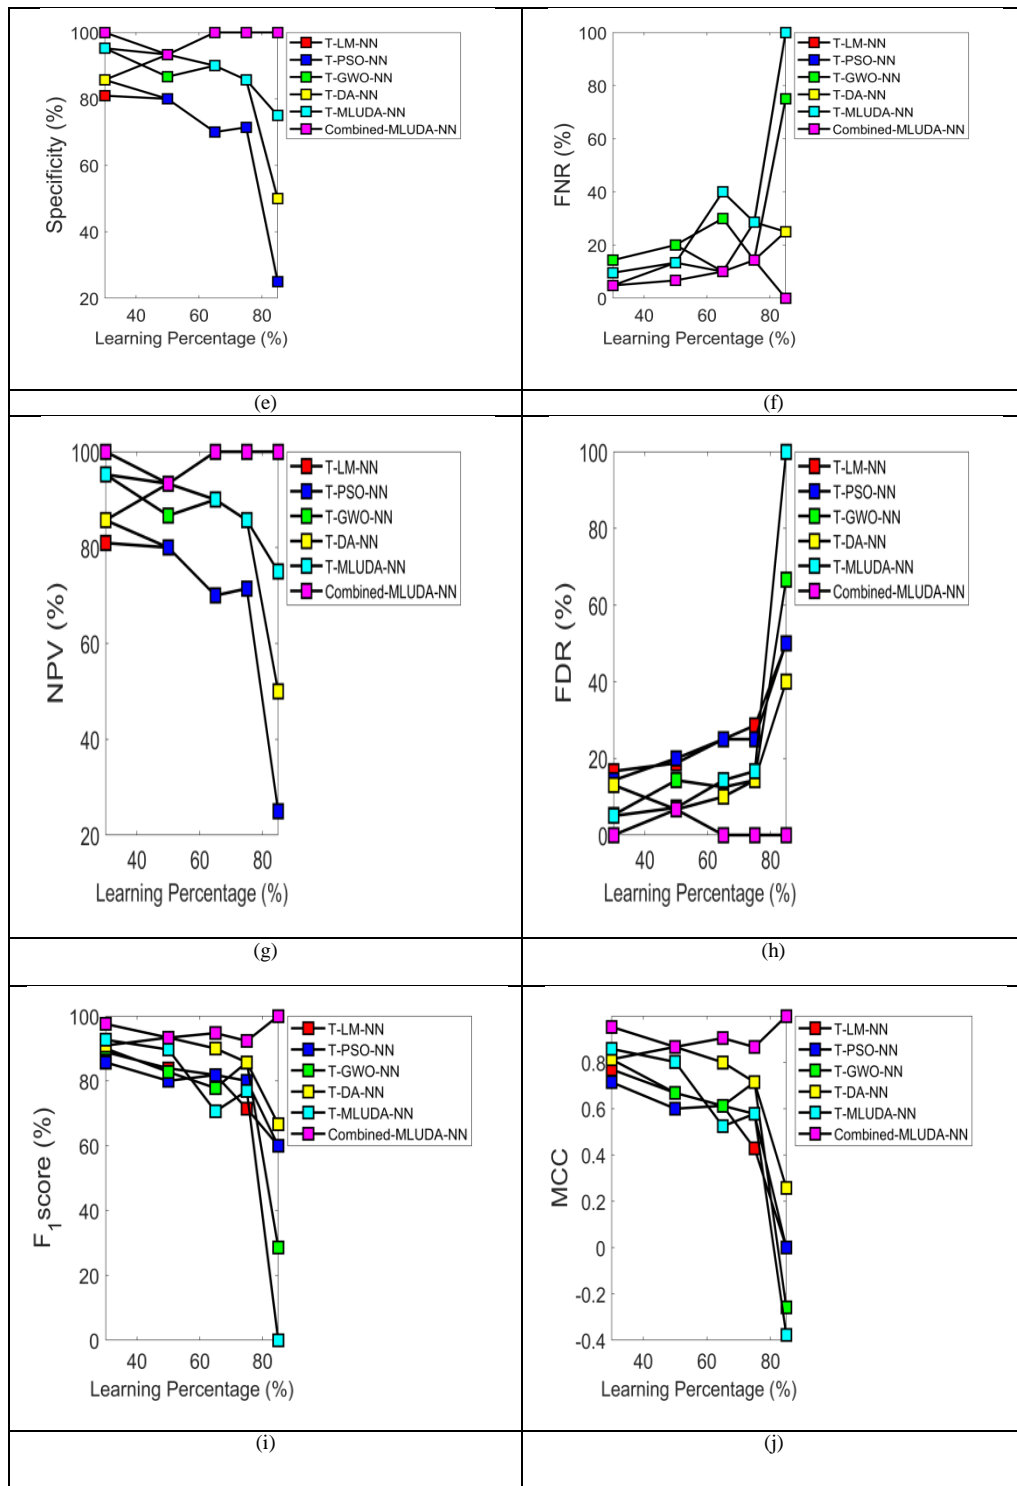 100
80
60
40
20
Specificity (%)
40 60 80
Learning Percentage (%)
T-LM-NN
T-PSO-NN
T-GWO-NN
T-DA-NN
T-MLUDA-NN
Combined-MLUDA-NN
100
80
60
40
20
0
FNR (%)
40 60 80
Learning Percentage (%)
T-LM-NN
T-PSO-NN
T-GWO-NN
T-DA-NN
T-MLUDA-NN
Combined-MLUDA-NN
(e)
(f)
100
80
60
40
20
NPV (%)
40 60 80
Learning Percentage (%)
T-LM-NN
T-PSO-NN
T-GWO-NN
T-DA-NN
T-MLUDA-NN
Combined-MLUDA-NN
100
80
60
40
20
0
FDR (%)
40 60 80
Learning Percentage (%)
T-LM-NN
T-PSO-NN
T-GWO-NN
T-DA-NN
T-MLUDA-NN
Combined-MLUDA-NN
(g)
(h)
100
80
60
40
20
0
F1 score (%)
40 60 80
Learning Percentage (%)
T-LM-NN
T-PSO-NN
T-GWO-NN
T-DA-NN
T-MLUDA-NN
Combined-MLUDA-NN
0.8
0.6
0.4
0.2
0
-0.2
-0.4
MCC
40 60 80
Learning Percentage (%)
T-LM-NN
T-PSO-NN
T-GWO-NN
T-DA-NN
T-MLUDA-NN
Combined-MLUDA-NN
(i)
(j)